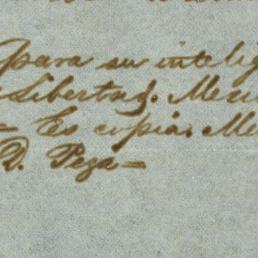 para su intelig
Libertad. Mexi
= Es copia. Me
D. Peza =